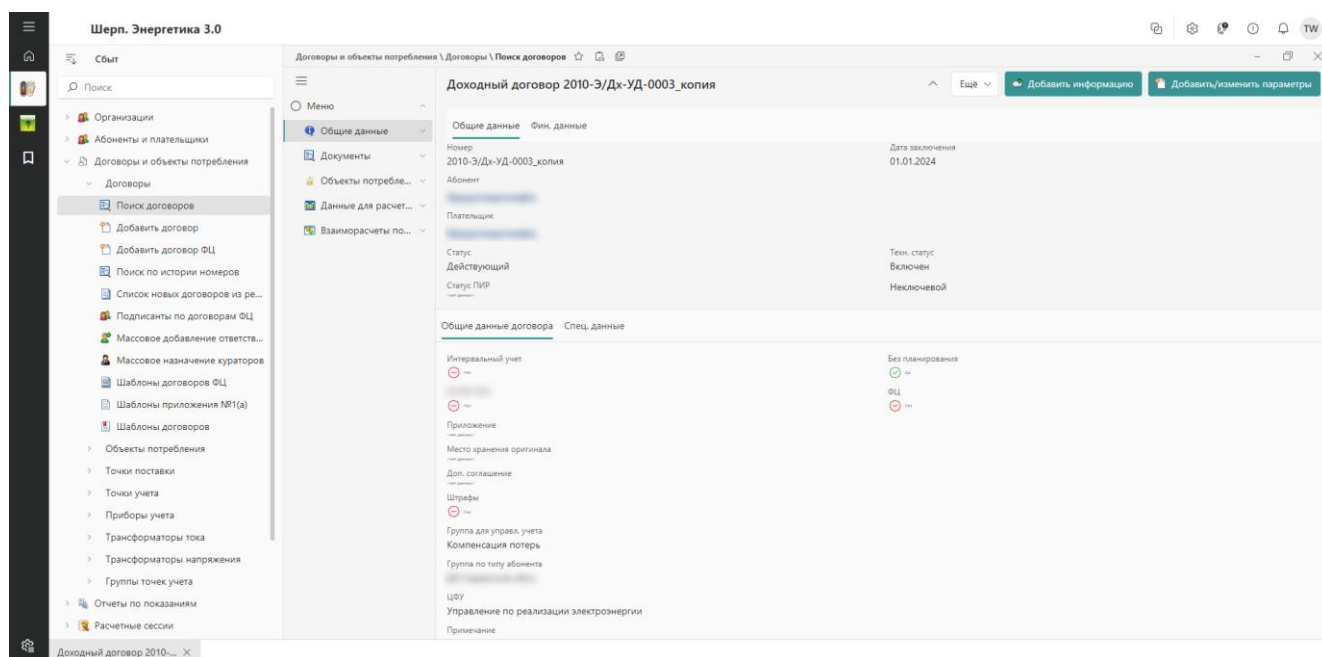 Шерп. Энергетика 3.0
TW
Сбыт
Поиск
Организации
Абоненты и плательщики
Договоры и объекты потребления
Договоры
Поиск договоров
Добавить договор
Добавить договор ФЦ
Поиск по истории номеров
Список новых договоров из ре...
Подписанты по договорам ФЦ
Массовое добавление ответств...
Массовое назначение кураторов
Шаблоны договоров ФЦ
Шаблоны приложения №1(а)
Шаблоны договоров
Объекты потребления
Точки поставки
Точки учета
Приборы учета
Трансформаторы тока
Трансформаторы напряжения
Группы точек учета
Отчеты по показаниям
Расчетные сессии
Договоры и объекты потребления \ Договоры \ Поиск договоров
Меню
Общие данные
Документы
Объекты потребле...
Данные для расчет...
Взаиморасчеты по...
Доходный договор 2010-Э/Дх-УД-0003_копия
Ещё
Добавить информацию
Добавить/изменить параметры
Общие данные Фин. данные
Номер
2010-Э/Дх-УД-0003_копия
Дата заключения
01.01.2024
Абонент
Плательщик
Статус
Действующий
Техн. статус
Включен
Статус ПИР
Неключевой
Общие данные договора Спец. данные
Интервальный учет
Без планирования
ФЦ
Приложение
Место хранения оригинала
Доп. соглашение
Штрафы
Группа для управл. учета
Компенсация потерь
Группа по типу абонента
ЦФУ
Управление по реализации электроэнергии
Примечание
Доходный договор 2010-...